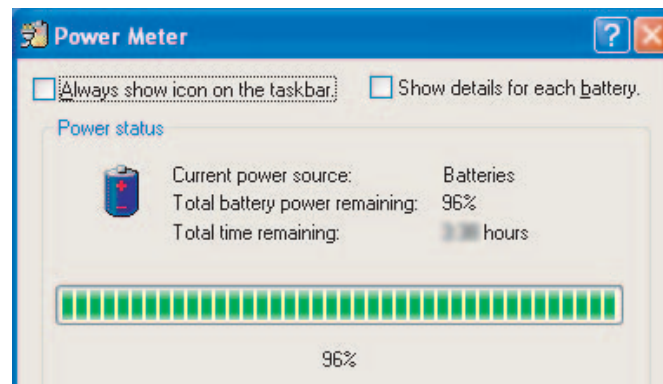 Power Meter
Always show icon on the taskbar.
Show details for each battery.
Power status
Current power source: Batteries
Total battery power remaining: 96%
Total time remaining: hours
96%